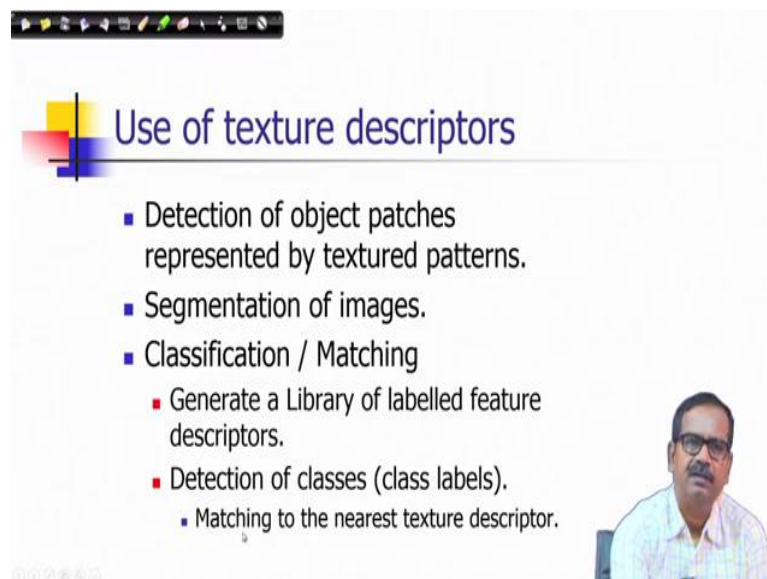 Use of texture descriptors
Detection of object patches
represented by textured patterns.
Segmentation of images.
Classification / Matching
Generate a Library of labelled feature
descriptors.
Detection of classes (class labels).
Matching to the nearest texture descriptor.